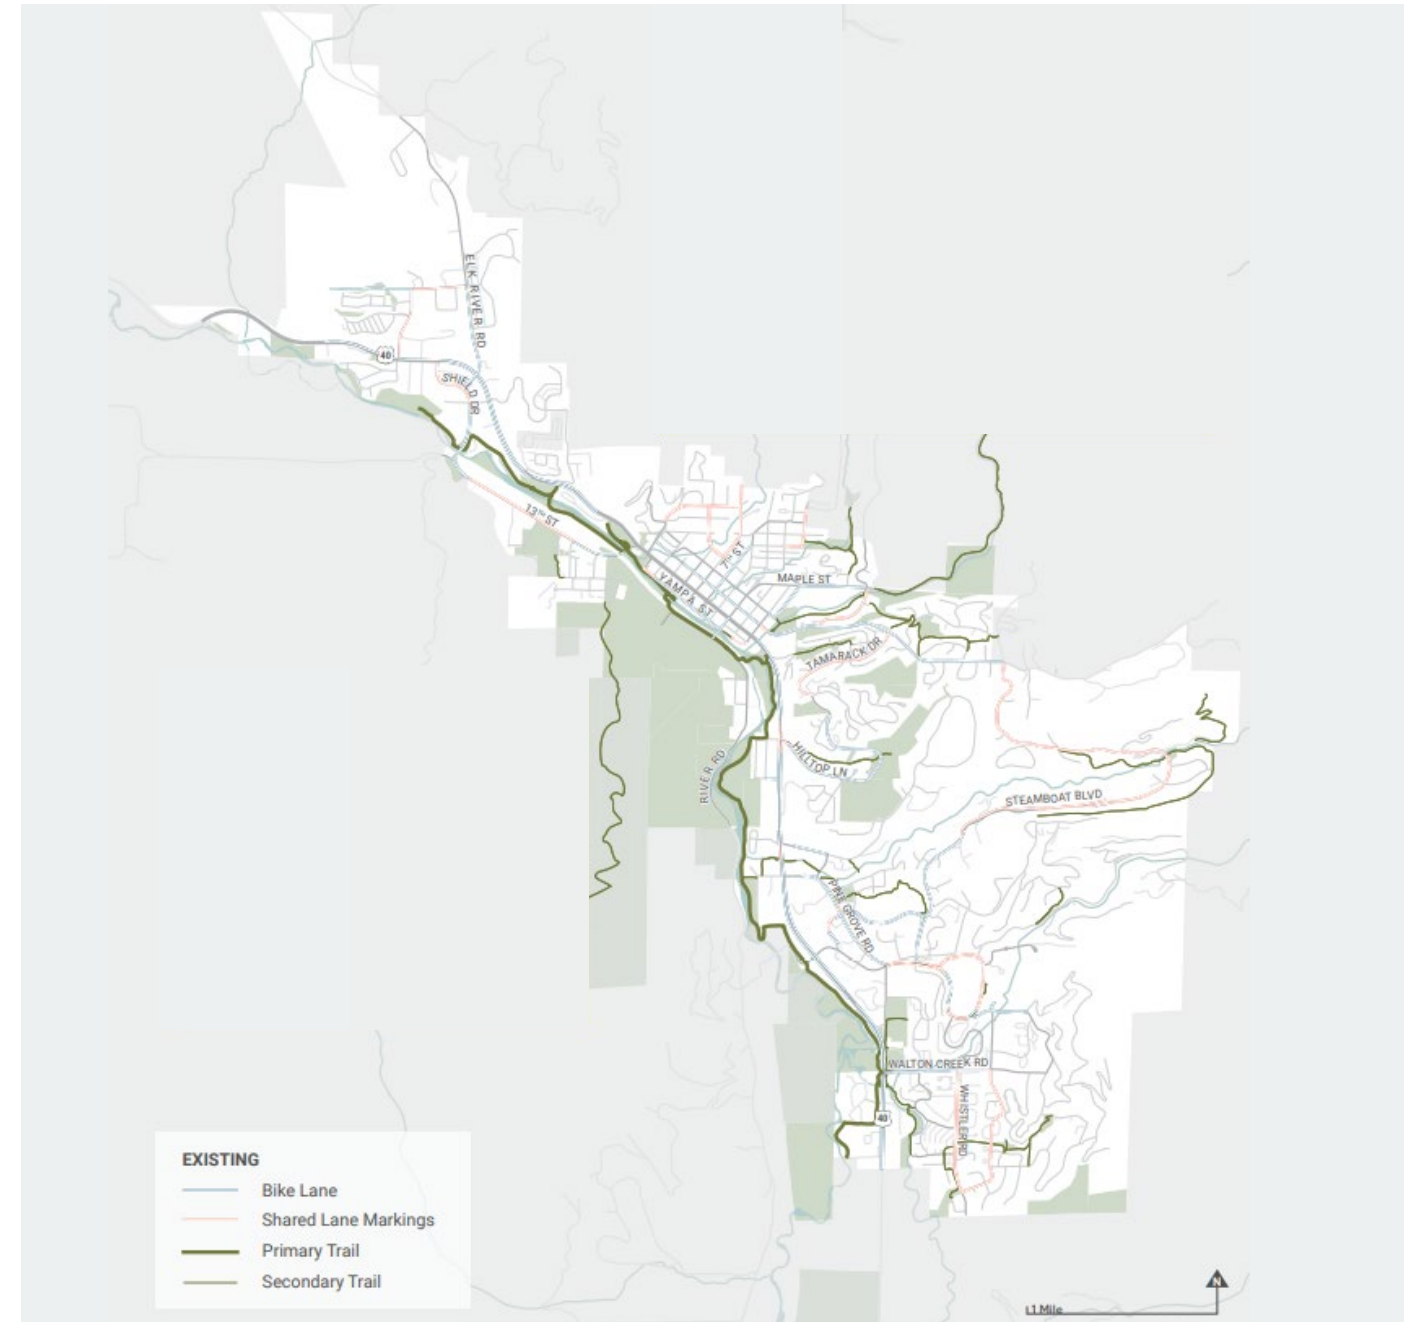 ELK RIVER RD
40
SHIELD DR
13TH ST
7TH ST
MAPLE ST
YAMPA ST
TAMARACK DR
HILLTOP LN
RIVER RD
STEAMBOAT BLVD
PINE GROVE RD
WALTON CREEK RD
WHISTLER RD
40
EXISTING
Bike Lane
Shared Lane Markings
Primary Trail
Secondary Trail
N
1 Mile